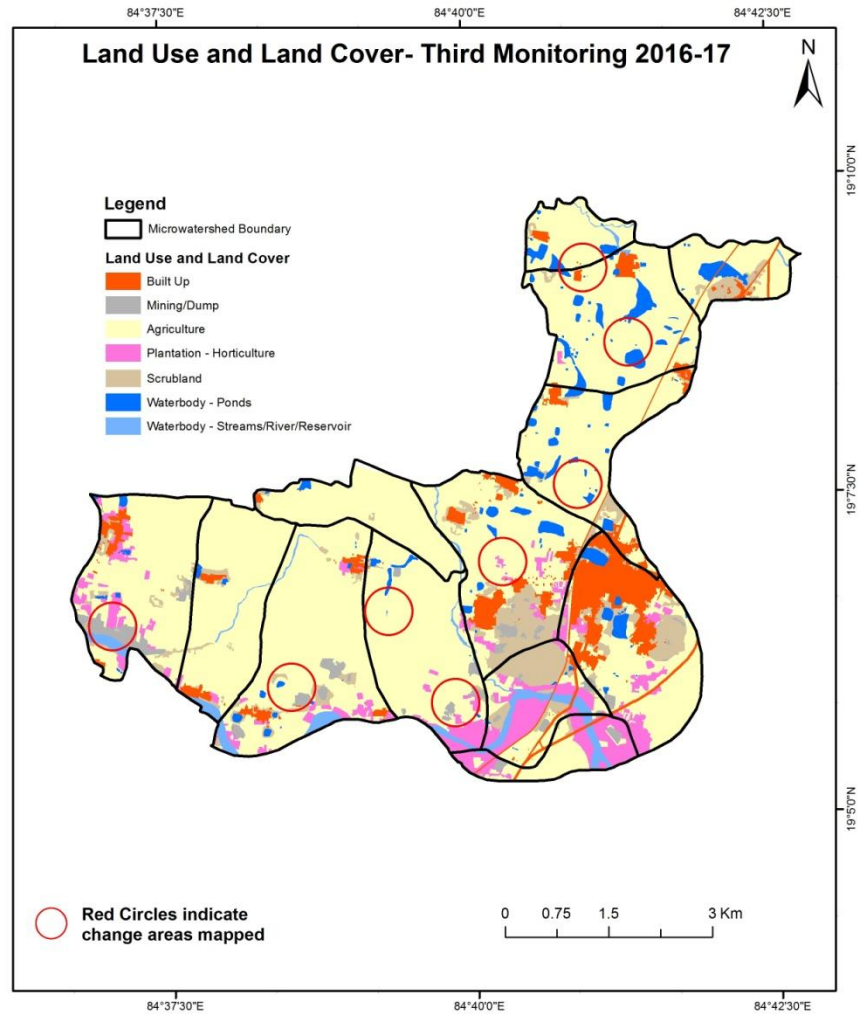 84°37'30"E 84°40'0"E 84°42'30"E
Land Use and Land Cover- Third Monitoring 2016-17
N
19°10'0"N
Legend
Microwatershed Boundary
Land Use and Land Cover
Built Up
Mining/Dump
Agriculture
Plantation - Horticulture
Scrubland
Waterbody - Ponds
Waterbody - Streams/River/Reservoir
19°7'30"N
19°5'0"N
Red Circles indicate
change areas mapped
0 0.75 1.5 3 Km
84°37'30"E 84°40'0"E 84°42'30"E